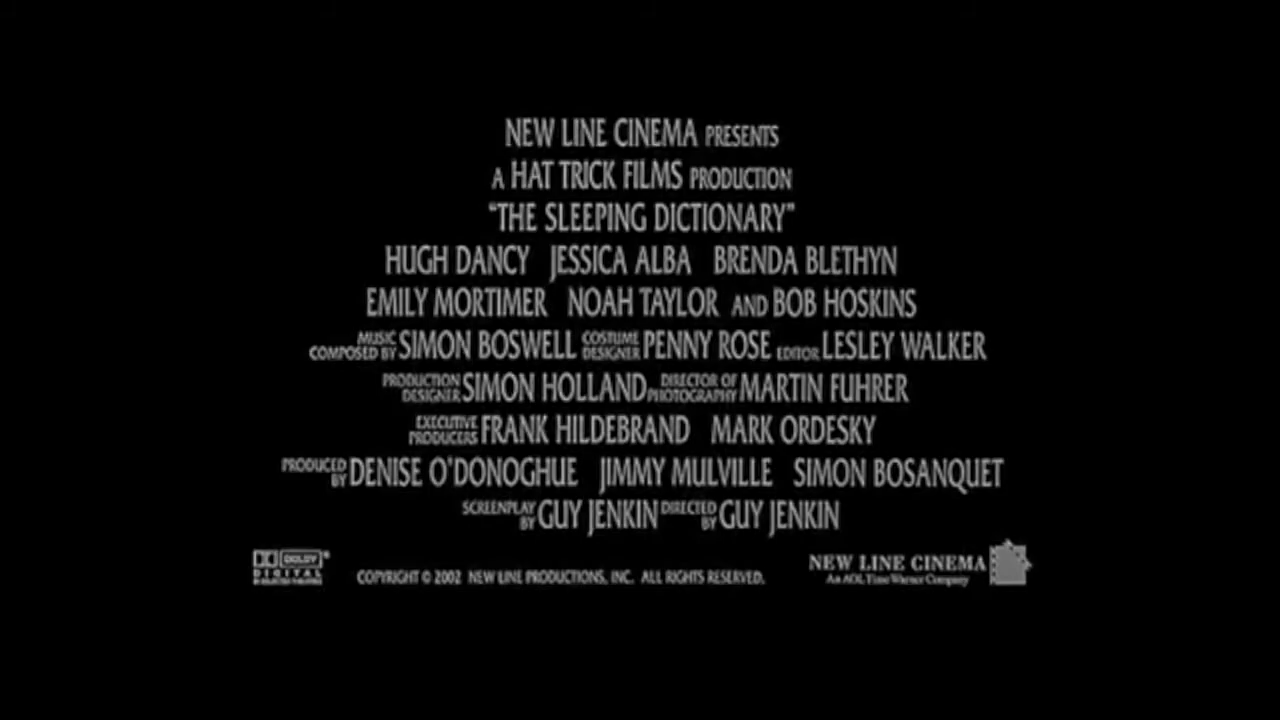 NEW LINE CINEMA PRESENTS
A HAT TRICK FILMS PRODUCTION
"THE SLEEPING DICTIONARY"
HUGH DANCY JESSICA ALBA BRENDA BLETHYN
EMILY MORTIMER NOAH TAYLOR AND BOB HOSKINS
MUSIC COMPOSED BY SIMON BOSWELL COSTUME DESIGNER PENNY ROSE EDITOR LESLEY WALKER
PRODUCTION DESIGNER SIMON HOLLAND DIRECTOR OF PHOTOGRAPHY MARTIN FUHRER
EXECUTIVE PRODUCERS FRANK HILDEBRAND MARK ORDESKY
PRODUCED BY DENISE O'DONOGHUE JIMMY MULVILLE SIMON BOSANQUET
SCREENPLAY BY GUY JENKIN DIRECTED BY GUY JENKIN
DOLBY DIGITAL
COPYRIGHT © 2002 NEW LINE PRODUCTIONS, INC. ALL RIGHTS RESERVED.
NEW LINE CINEMA
An AOL Time Warner Company